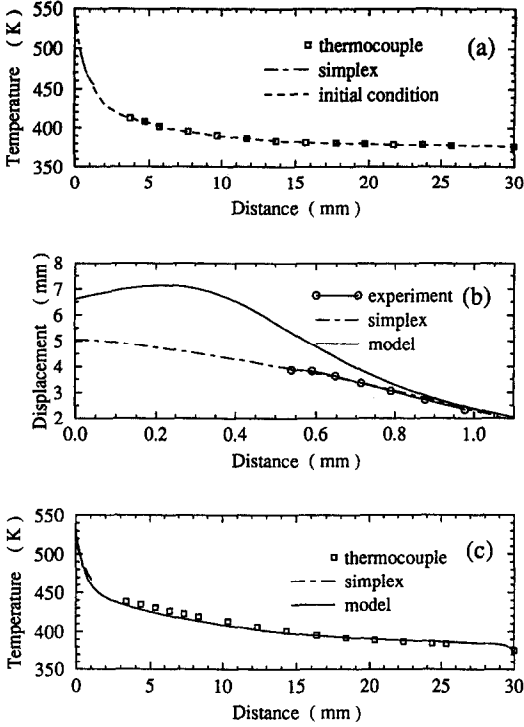 550
500
450
400
350
Temperature ( K )
(a)
thermocouple
simplex
initial condition
0 5 10 15 20 25 30
Distance ( mm )
8
7
6
5
4
3
2
Displacement ( mm )
(b)
experiment
simplex
model
0.0 0.2 0.4 0.6 0.8 1.0
Distance ( mm )
550
500
450
400
350
Temperature ( K )
(c)
thermocouple
simplex
model
0 5 10 15 20 25 30
Distance ( mm )